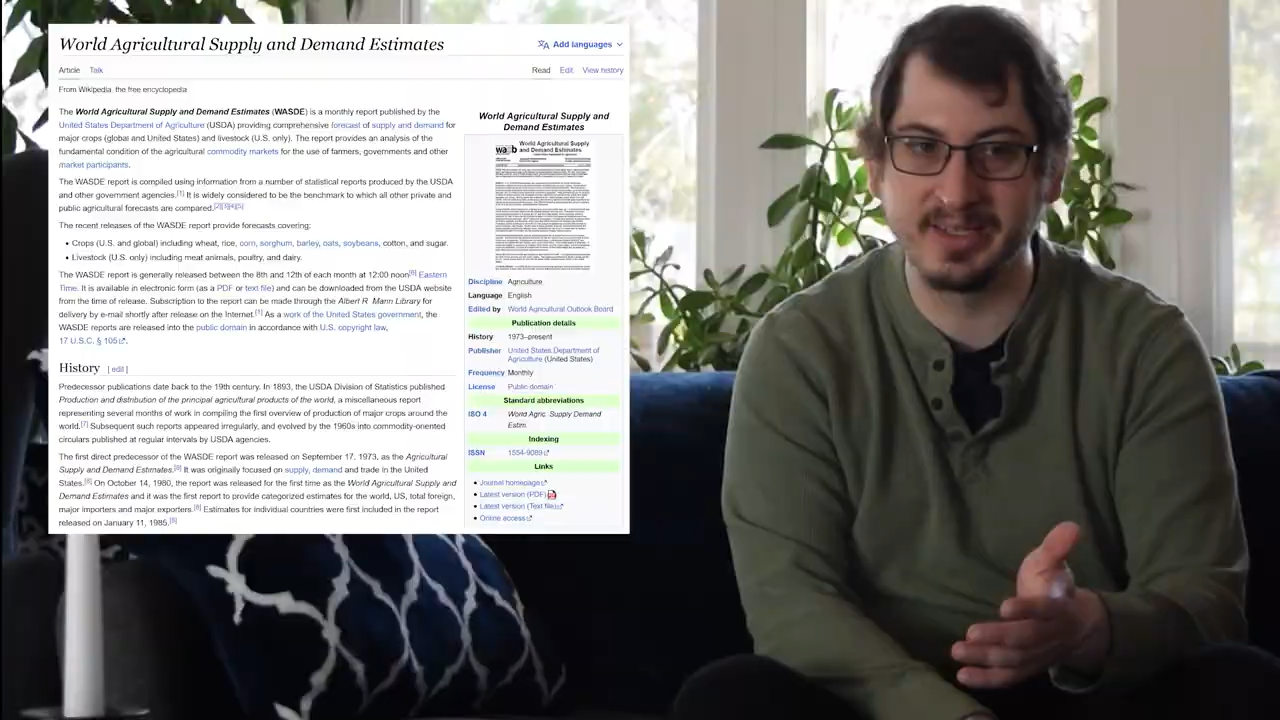 World Agricultural Supply and Demand Estimates
Add languages
Article Talk
Read Edit View history
From Wikipedia, the free encyclopedia
The World Agricultural Supply and Demand Estimates (WASDE) is a monthly report published by the
United States Department of Agriculture (USDA) providing comprehensive forecast of supply and demand for
major crops (global and United States) and livestock (U.S. only). The report provides an analysis of the
fundamental condition of the agricultural commodity markets for the use of farmers, governments and other
market participants.
The WASDE report is compiled using information from a number of statistical reports produced by the USDA
and other government agencies.[1] It is widely considered to be the benchmark to which all other private and
public agricultural forecasts are compared.[2][3][4][5]
The recent releases of the WASDE report provide forecasts covering:
• Crops (U.S. and global) including wheat, rice, corn, sorghum, barley, oats, soybeans, cotton, and sugar.
• Livestock (U.S. only) including meat animals, poultry, and dairy.
The WASDE report is generally released between the 8th and 12th of each month at 12:00 noon[6] Eastern
Time. It is available in electronic form (as a PDF or text file) and can be downloaded from the USDA website
from the time of release. Subscription to the report can be made through the Albert R. Mann Library for
delivery by e-mail shortly after release on the Internet.[1] As a work of the United States government, the
WASDE reports are released into the public domain in accordance with U.S. copyright law,
17 U.S.C. § 105.
History [ edit ]
Predecessor publications date back to the 19th century. In 1893, the USDA Division of Statistics published
Production and distribution of the principal agricultural products of the world, a miscellaneous report
representing several months of work in compiling the first overview of production of major crops around the
world.[7] Subsequent such reports appeared irregularly, and evolved by the 1960s into commodity-oriented
circulars published at regular intervals by USDA agencies.
The first direct predecessor of the WASDE report was released on September 17, 1973, as the Agricultural
Supply and Demand Estimates.[8] It was originally focused on supply, demand and trade in the United
States.[8] On October 14, 1980, the report was released for the first time as the World Agricultural Supply and
Demand Estimates and it was the first report to provide categorized estimates for the world, US, total foreign,
major importers and major exporters.[8] Estimates for individual countries were first included in the report
released on January 11, 1985.[8]
World Agricultural Supply and
Demand Estimates
World Agricultural Supply
and Demand Estimates
Discipline Agriculture
Language English
Edited by World Agricultural Outlook Board
Publication details
History 1973–present
Publisher United States Department of
Agriculture (United States)
Frequency Monthly
License Public domain
Standard abbreviations
ISO 4 World Agric. Supply Demand
Estim.
Indexing
ISSN 1554-9089
Links
• Journal homepage
• Latest version (PDF)
• Latest version (Text file)
• Online access